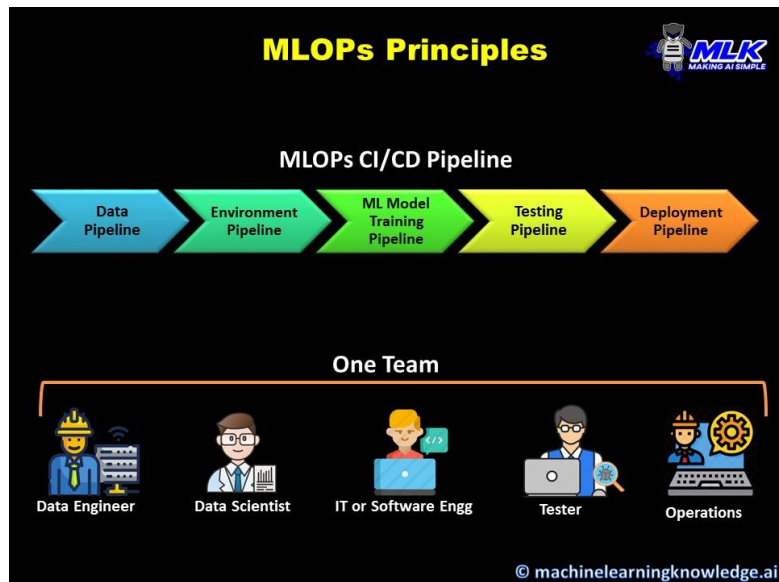 MLOPs Principles
MLK
MAKING AI SIMPLE
MLOPs CI/CD Pipeline
Data
Pipeline
Environment
Pipeline
ML Model
Training
Pipeline
Testing
Pipeline
Deployment
Pipeline
One Team
</>
Data Engineer
Data Scientist
IT or Software Engg
Tester
Operations
© machinelearningknowledge.ai